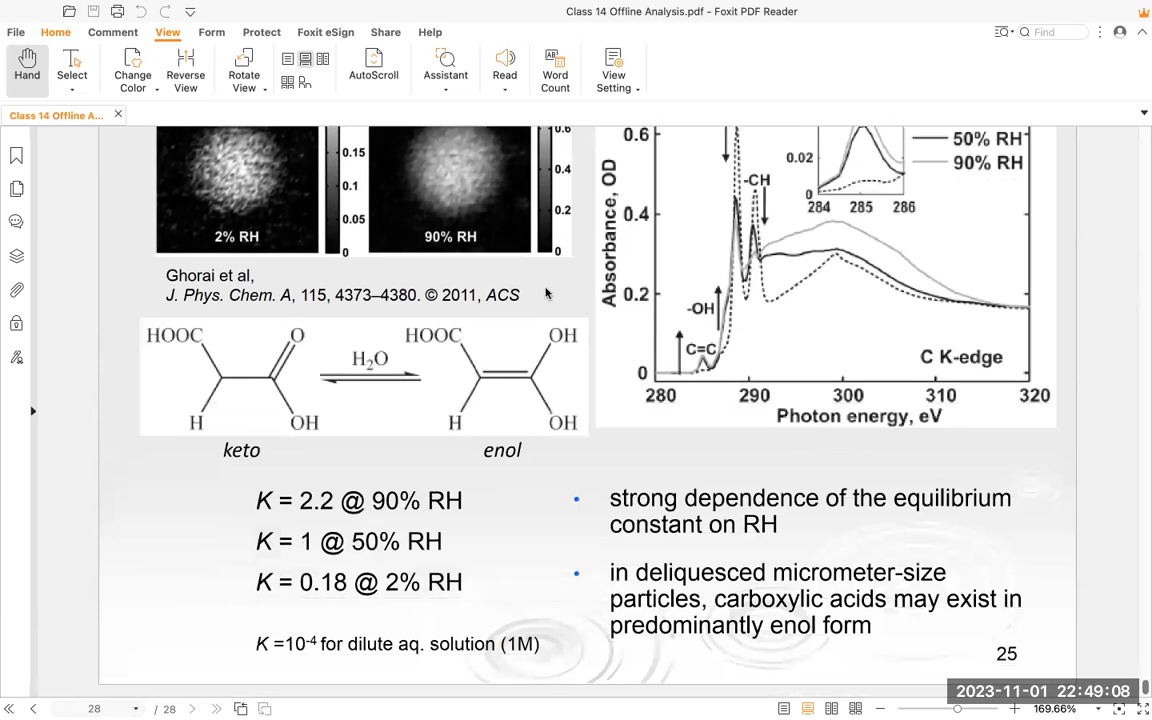 Class 14 Offline Analysis.pdf - Foxit PDF Reader
File Home Comment View Form Protect Foxit eSign Share Help Find
Hand Select Change Color Reverse View Rotate View AutoScroll Assistant Read Word Count View Setting
Class 14 Offline A...
0.15
0.1
0.05
0
2% RH
0.6
0.4
0.2
0
90% RH
Ghorai et al,
J. Phys. Chem. A, 115, 4373–4380. © 2011, ACS
HOOC O H OH
H₂O
HOOC OH H OH
keto enol
Absorbance, OD
0.6
0.4
0.2
0
-CH
-OH
C=C
0.02
0
284 285 286
50% RH
90% RH
C K-edge
280 290 300 310 320
Photon energy, eV
K = 2.2 @ 90% RH
K = 1 @ 50% RH
K = 0.18 @ 2% RH
K =10⁻⁴ for dilute aq. solution (1M)
• strong dependence of the equilibrium
constant on RH
• in deliquesced micrometer-size
particles, carboxylic acids may exist in
predominantly enol form
25
2023-11-01 22:49:08
28 / 28
169.66%